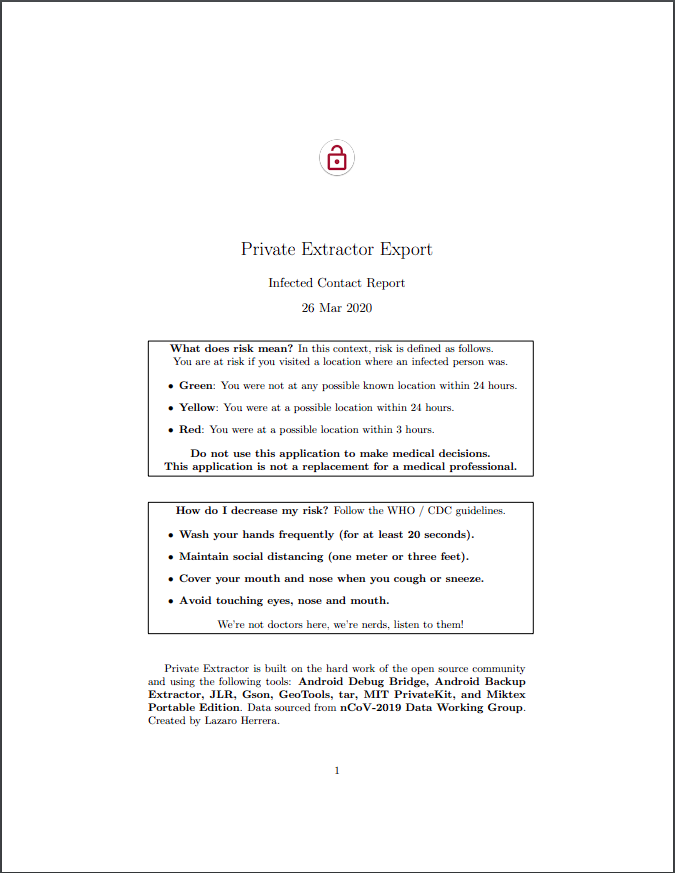 Private Extractor Export
Infected Contact Report
26 Mar 2020
What does risk mean? In this context, risk is defined as follows.
You are at risk if you visited a location where an infected person was.
• Green: You were not at any possible known location within 24 hours.
• Yellow: You were at a possible location within 24 hours.
• Red: You were at a possible location within 3 hours.
Do not use this application to make medical decisions.
This application is not a replacement for a medical professional.
How do I decrease my risk? Follow the WHO / CDC guidelines.
• Wash your hands frequently (for at least 20 seconds).
• Maintain social distancing (one meter or three feet).
• Cover your mouth and nose when you cough or sneeze.
• Avoid touching eyes, nose and mouth.
We're not doctors here, we're nerds, listen to them!
Private Extractor is built on the hard work of the open source community
and using the following tools: Android Debug Bridge, Android Backup
Extractor, JLR, Gson, GeoTools, tar, MIT PrivateKit, and Miktex
Portable Edition. Data sourced from nCoV-2019 Data Working Group.
Created by Lazaro Herrera.
1